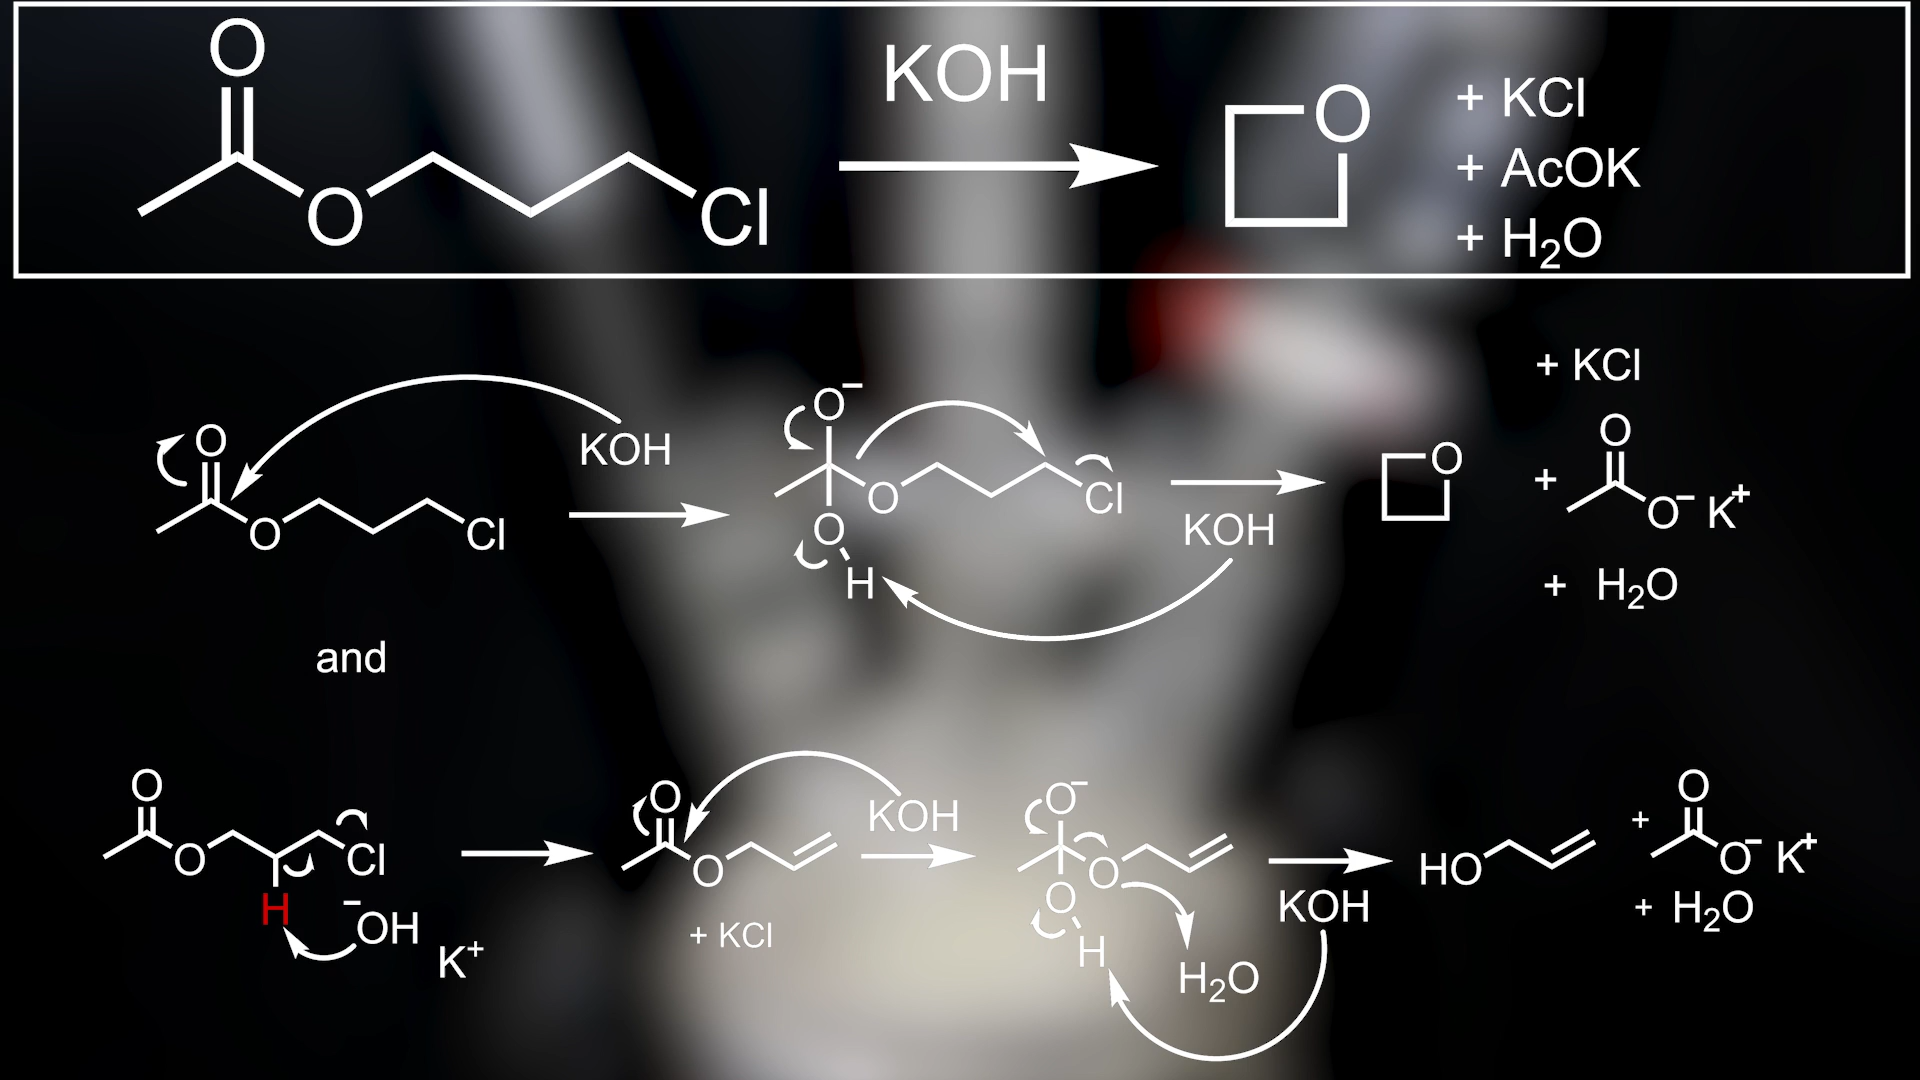 O
O
Cl
KOH
O
+ KCl
+ AcOK
+ H₂O
O
O
Cl
KOH
O⁻
O
Cl
O
H
KOH
O
+ KCl
+
O
O⁻ K⁺
+ H₂O
and
O
O
Cl
H
⁻OH
K⁺
O
O
+ KCl
KOH
O⁻
O
O
H
H₂O
KOH
HO
+
O
O⁻ K⁺
+ H₂O